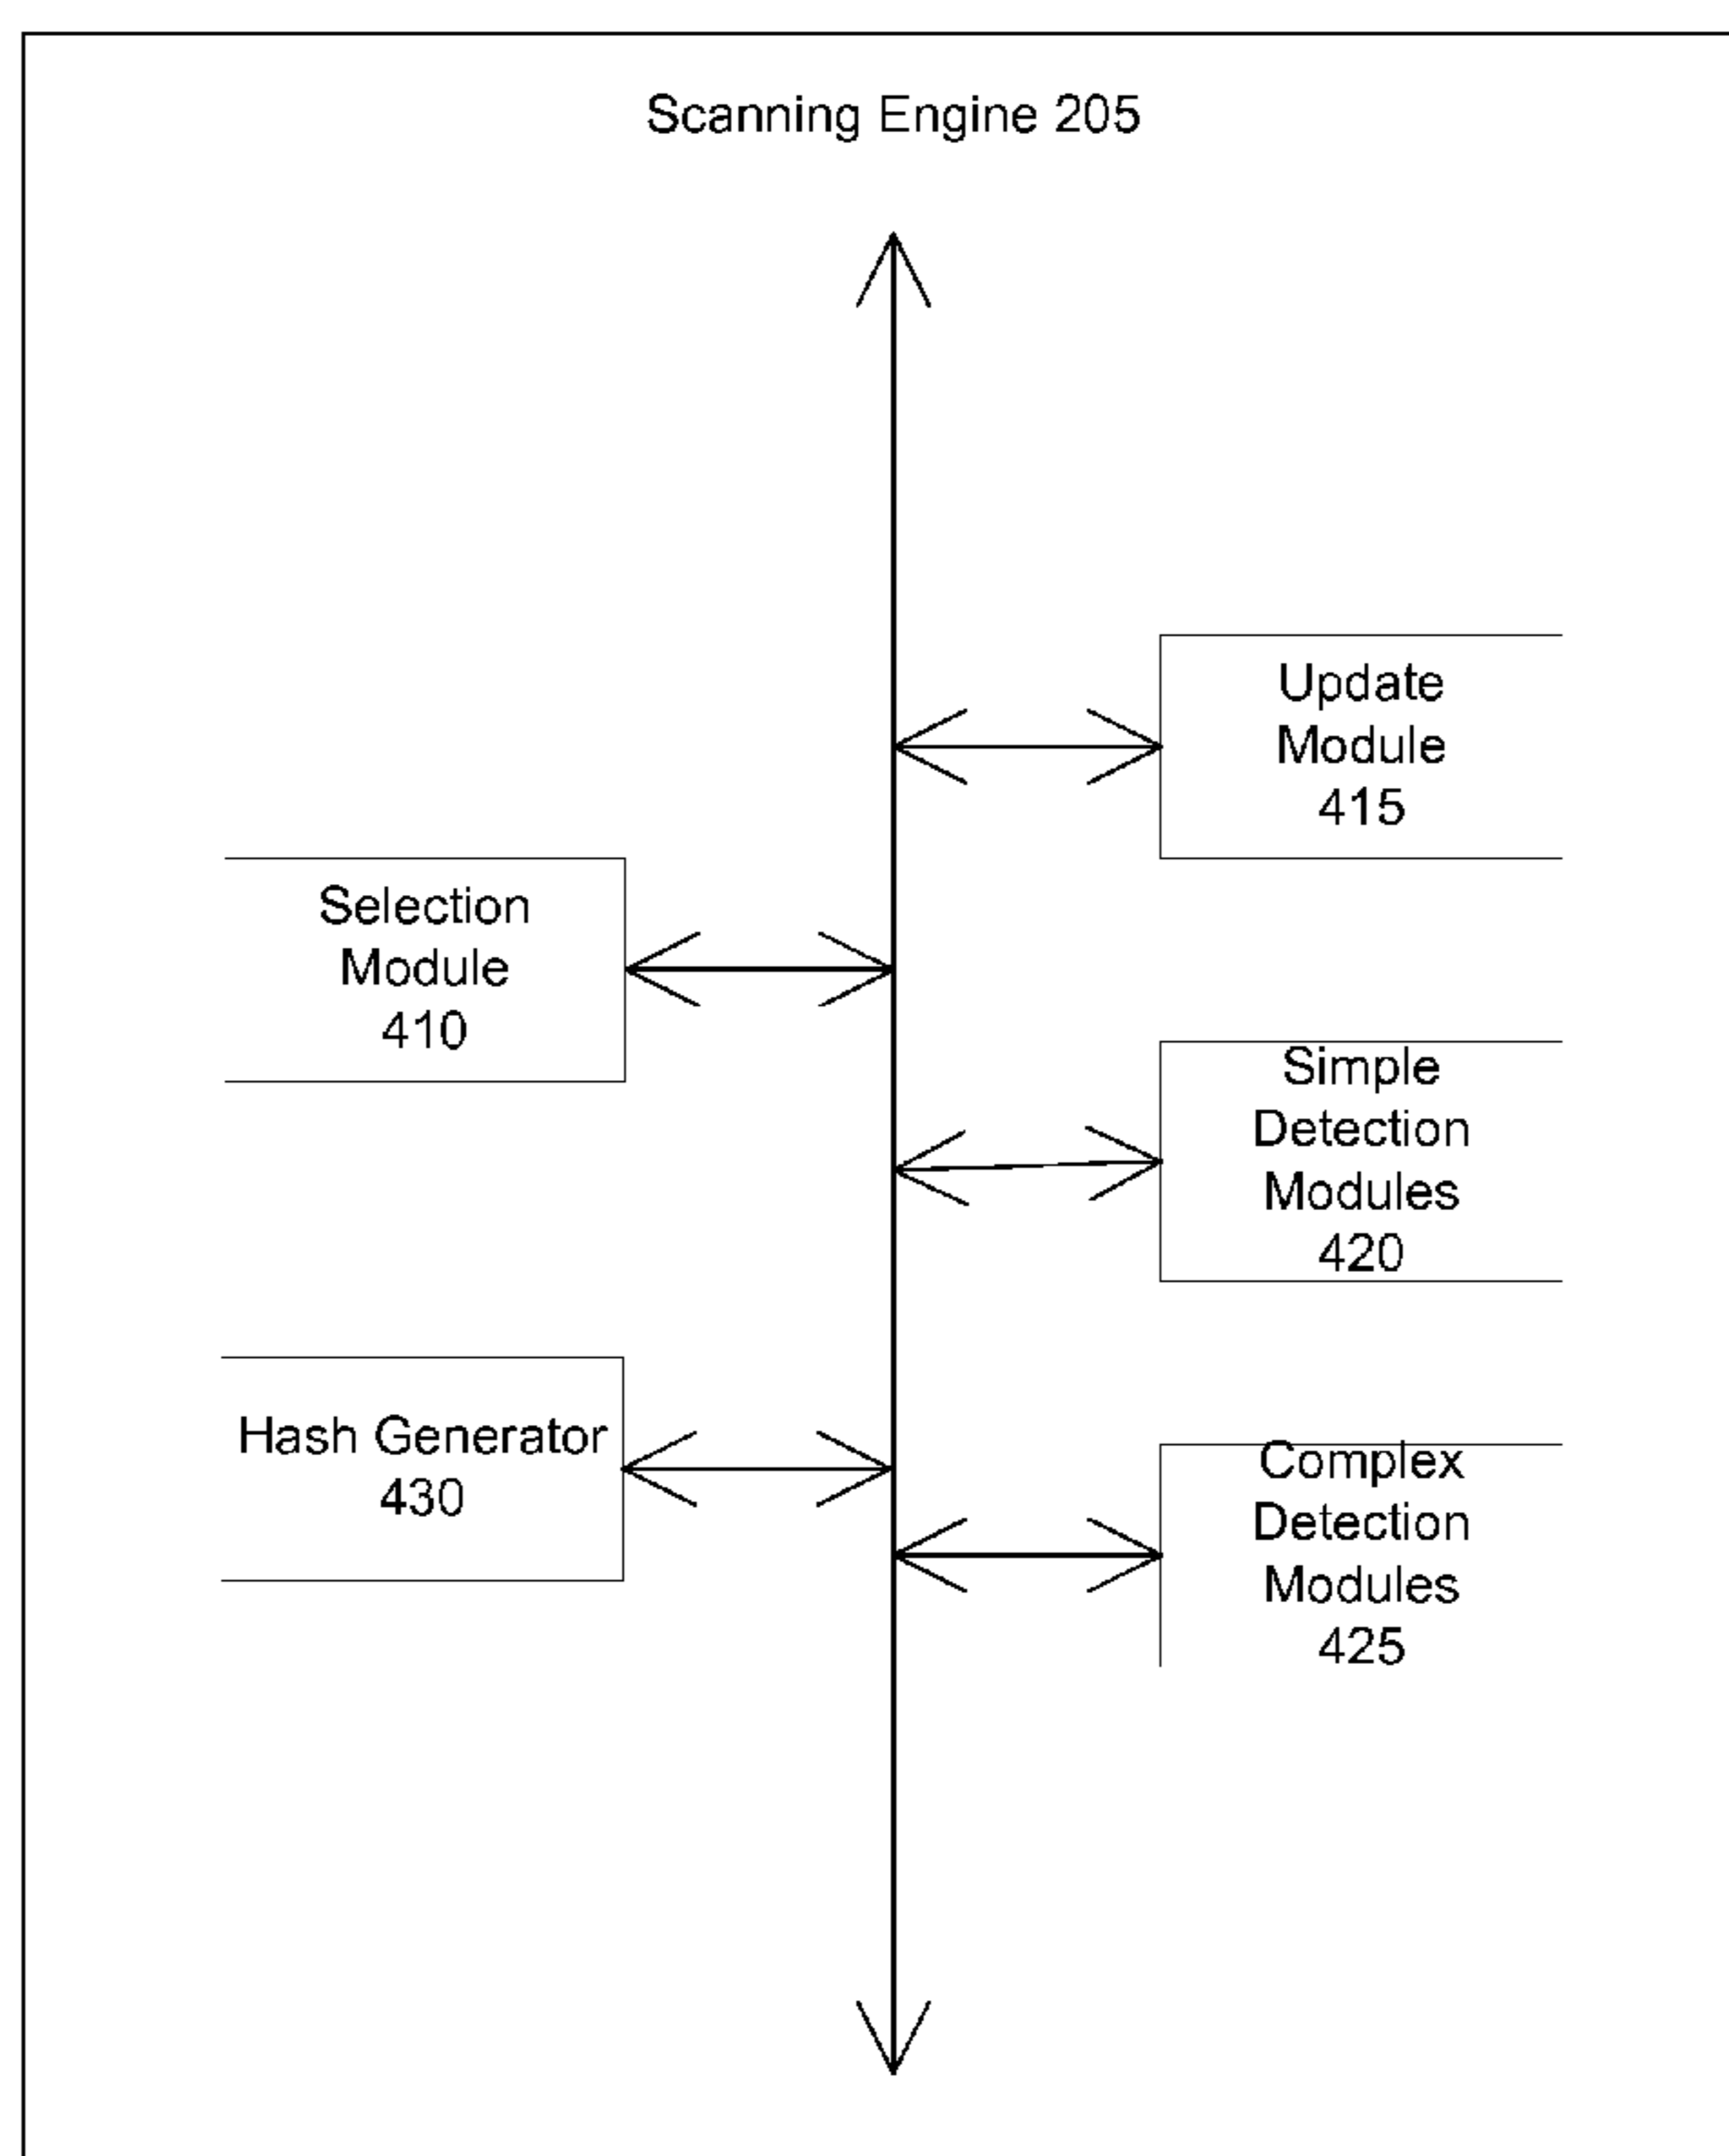 Scanning Engine 205
Update
Module
415
Selection
Module
410
Simple
Detection
Modules
420
Hash Generator
430
Complex
Detection
Modules
425